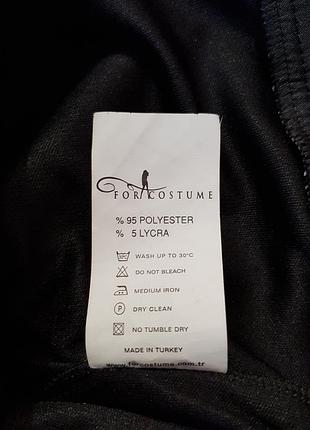 FOR COSTUME
% 95 POLYESTER
% 5 LYCRA
WASH UP TO 30°C
DO NOT BLEACH
MEDIUM IRON
P DRY CLEAN
NO TUMBLE DRY
MADE IN TURKEY
www.forcostume.com.tr